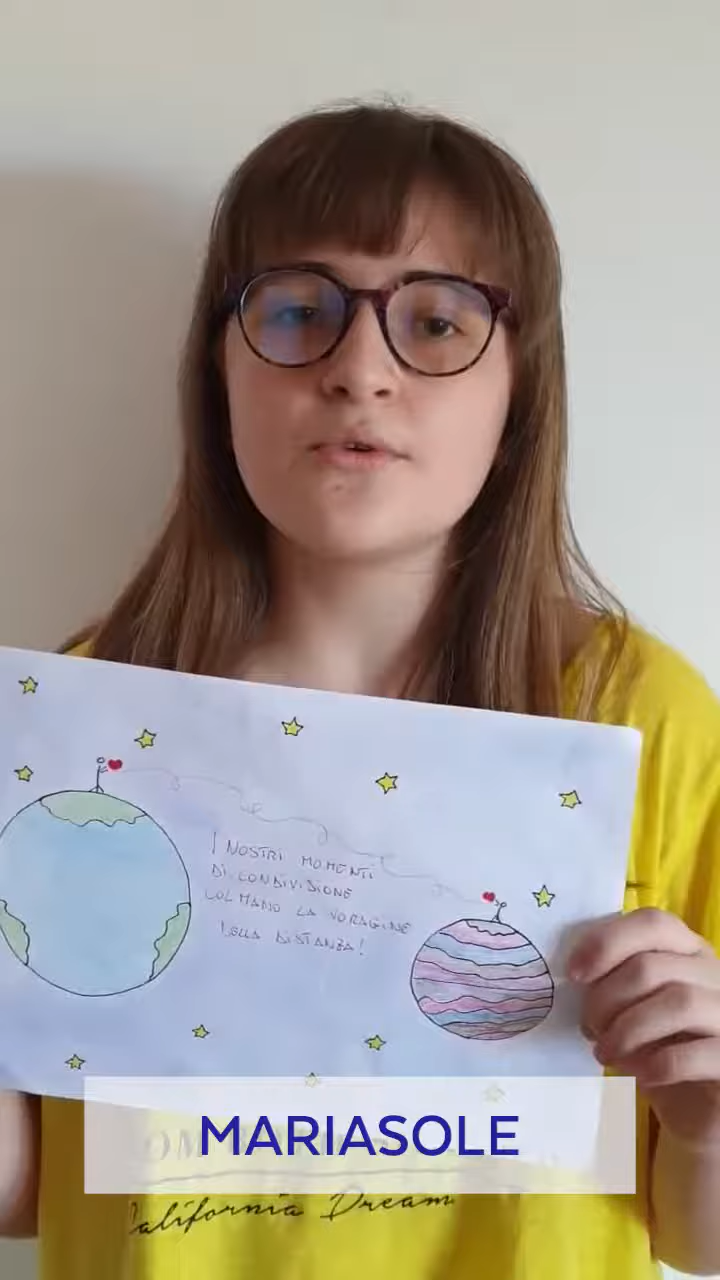 I NOSTRI MOMENTI
DI CONDIVISIONE
COLMANO LA VORAGINE
DELLA DISTANZA!
MARIASOLE
California Dream